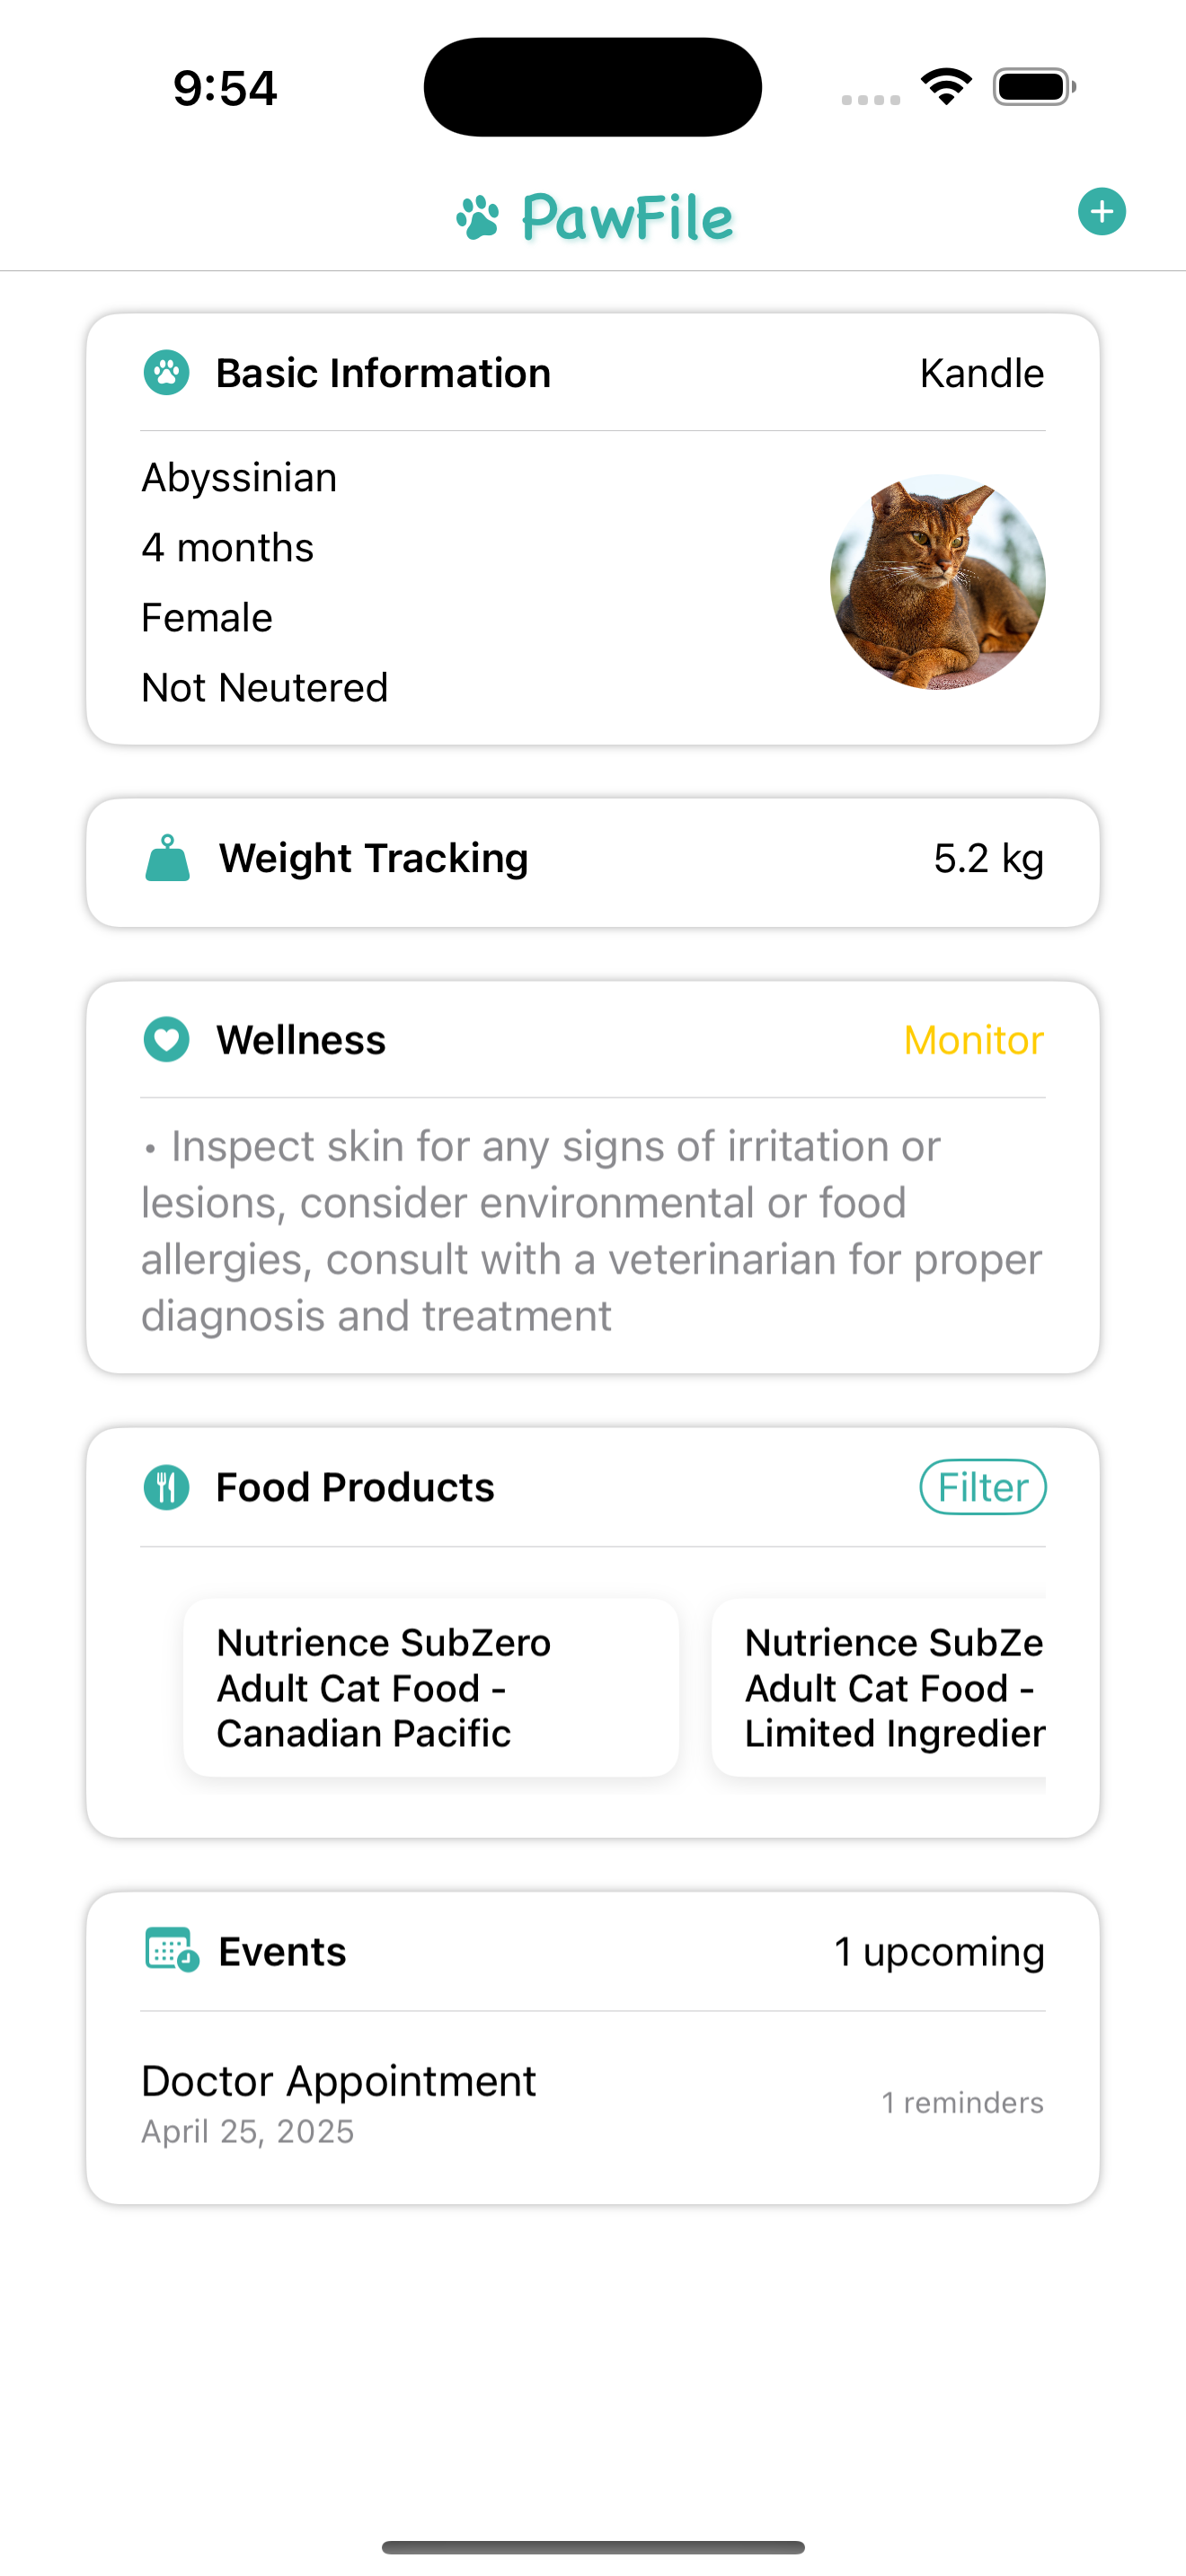 9:54
PawFile
Basic Information
Kandle
Abyssinian
4 months
Female
Not Neutered
Weight Tracking
5.2 kg
Wellness
Monitor
• Inspect skin for any signs of irritation or
lesions, consider environmental or food
allergies, consult with a veterinarian for proper
diagnosis and treatment
Food Products
Filter
Nutrience SubZero
Adult Cat Food -
Canadian Pacific
Nutrience SubZe
Adult Cat Food -
Limited Ingredien
Events
1 upcoming
Doctor Appointment
April 25, 2025
1 reminders